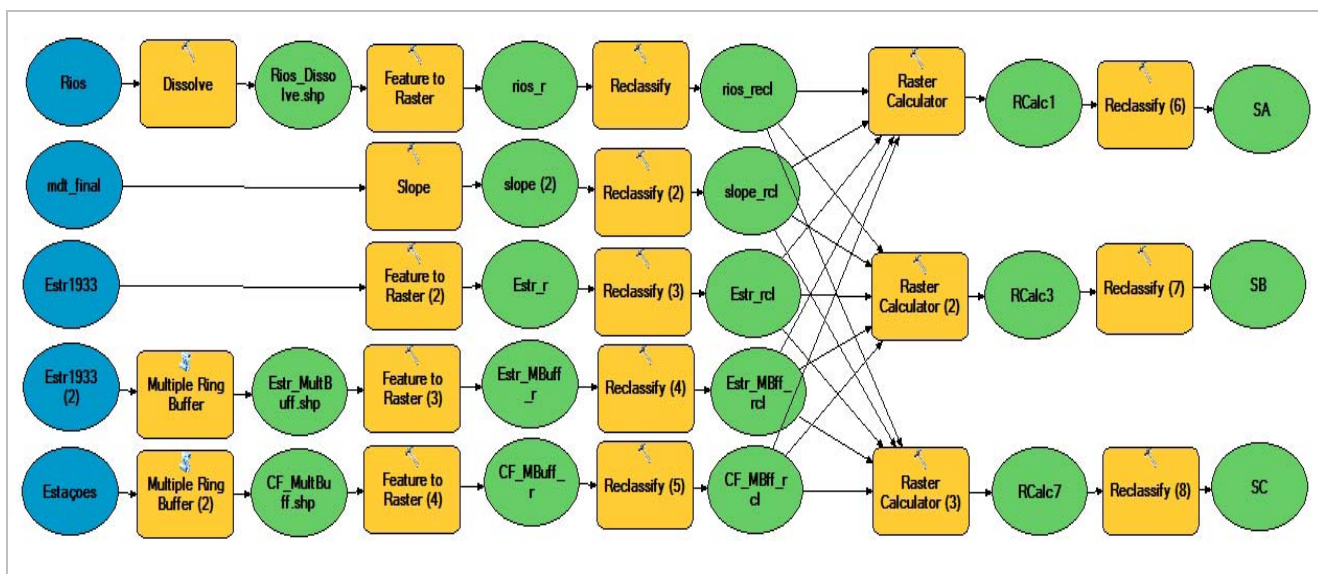 Rios
Dissolve
Rios_Disso
lve.shp
Feature to
Raster
rios_r
Reclassify
rios_recl
Raster
Calculator
RCalc1
Reclassify (6)
SA
mdt_final
Slope
slope (2)
Reclassify (2)
slope_rcl
Estr1933
Feature to
Raster (2)
Estr_r
Reclassify (3)
Estr_rcl
Raster
Calculator (2)
RCalc3
Reclassify (7)
SB
Estr1933
(2)
Multiple Ring
Buffer
Estr_MultB
uff.shp
Feature to
Raster (3)
Estr_MBuff
_r
Reclassify (4)
Estr_MBff_
rcl
Estaçoes
Multiple Ring
Buffer (2)
CF_MultBu
ff.shp
Feature to
Raster (4)
CF_MBuff_
r
Reclassify (5)
CF_MBff_r
cl
Raster
Calculator (3)
RCalc7
Reclassify (8)
SC